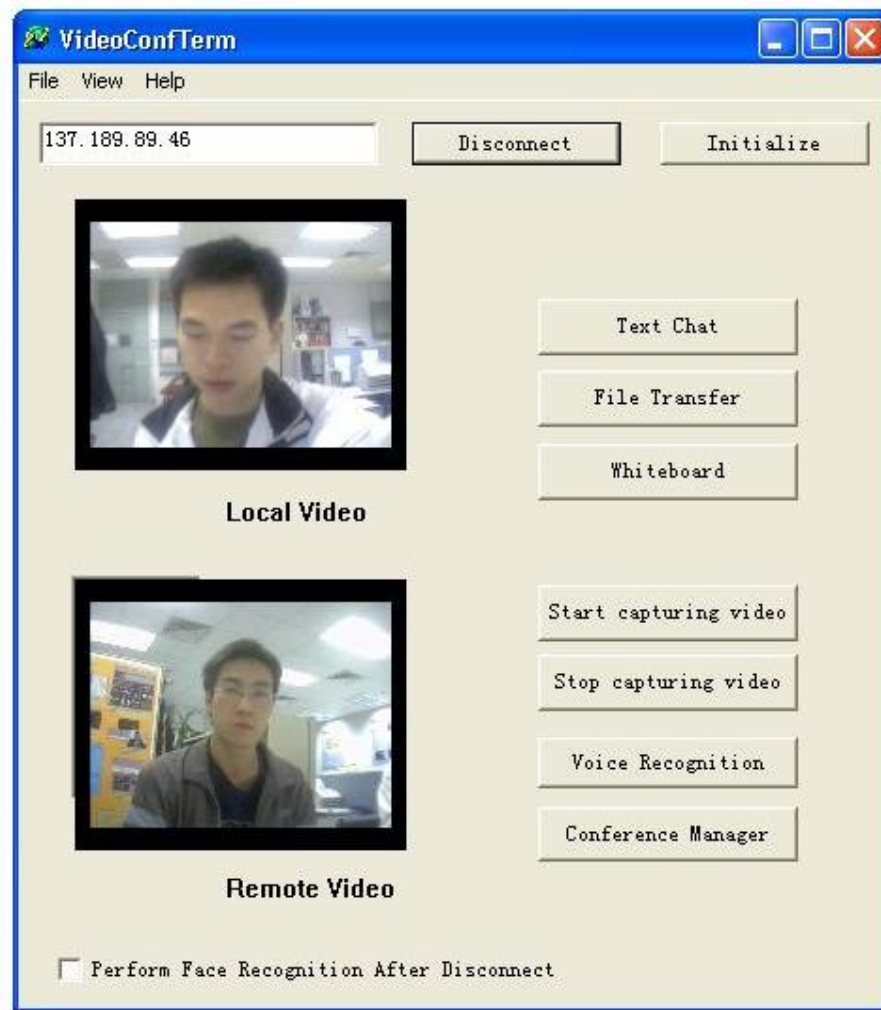 VideoConfTerm
File View Help
137.189.89.46
Disconnect
Initialize
Text Chat
File Transfer
Whiteboard
Local Video
Start capturing video
Stop capturing video
Voice Recognition
Conference Manager
Remote Video
Perform Face Recognition After Disconnect